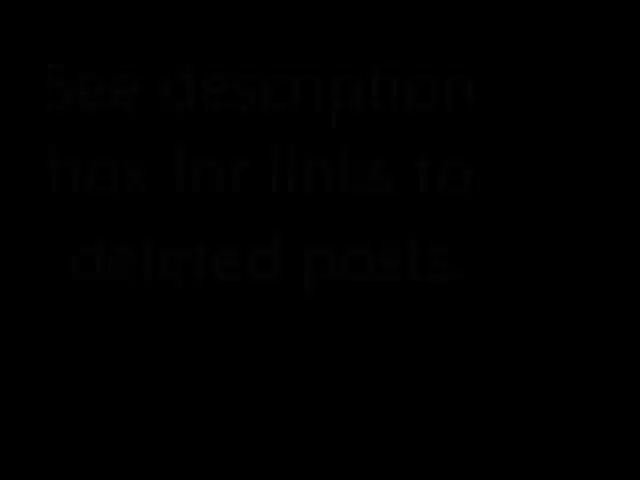 See description
box for links to
deleted posts.